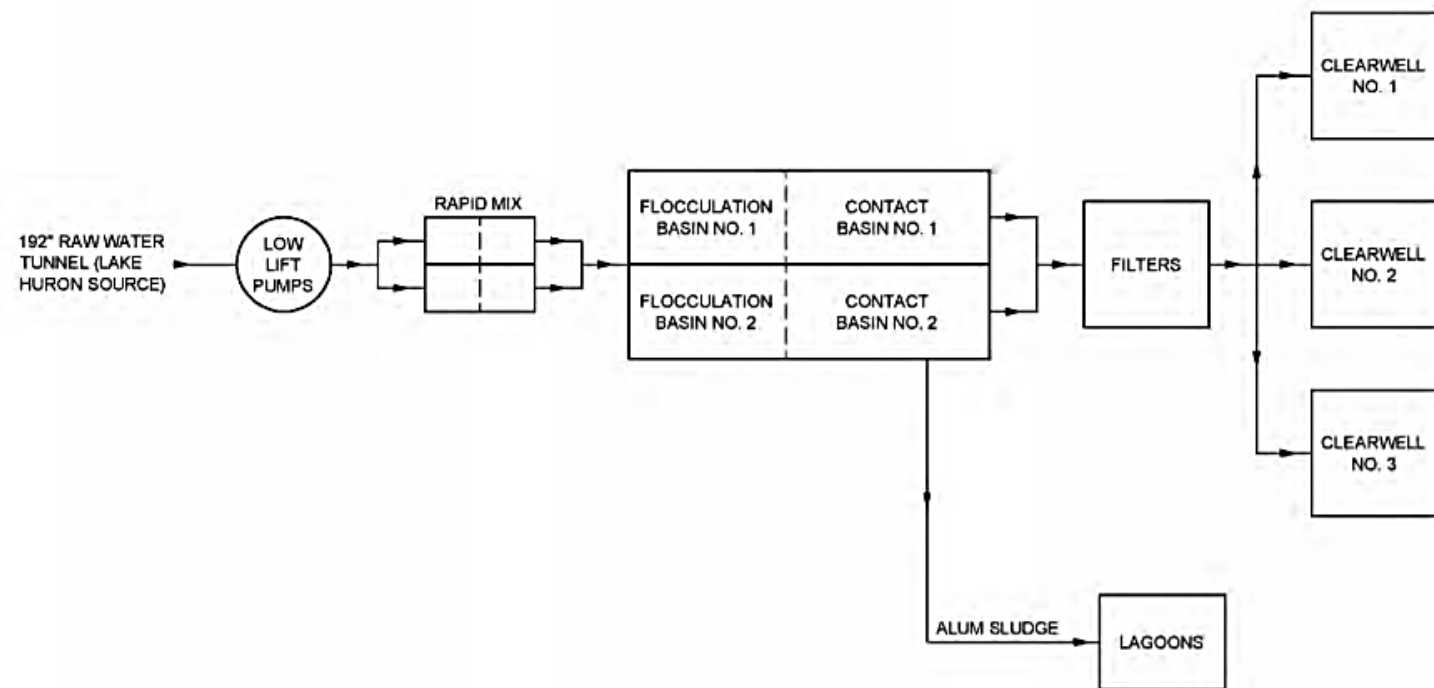 192" RAW WATER
TUNNEL (LAKE
HURON SOURCE)
LOW
LIFT
PUMPS
RAPID MIX
FLOCCULATION
BASIN NO. 1
CONTACT
BASIN NO. 1
FLOCCULATION
BASIN NO. 2
CONTACT
BASIN NO. 2
FILTERS
CLEARWELL
NO. 1
CLEARWELL
NO. 2
CLEARWELL
NO. 3
ALUM SLUDGE
LAGOONS